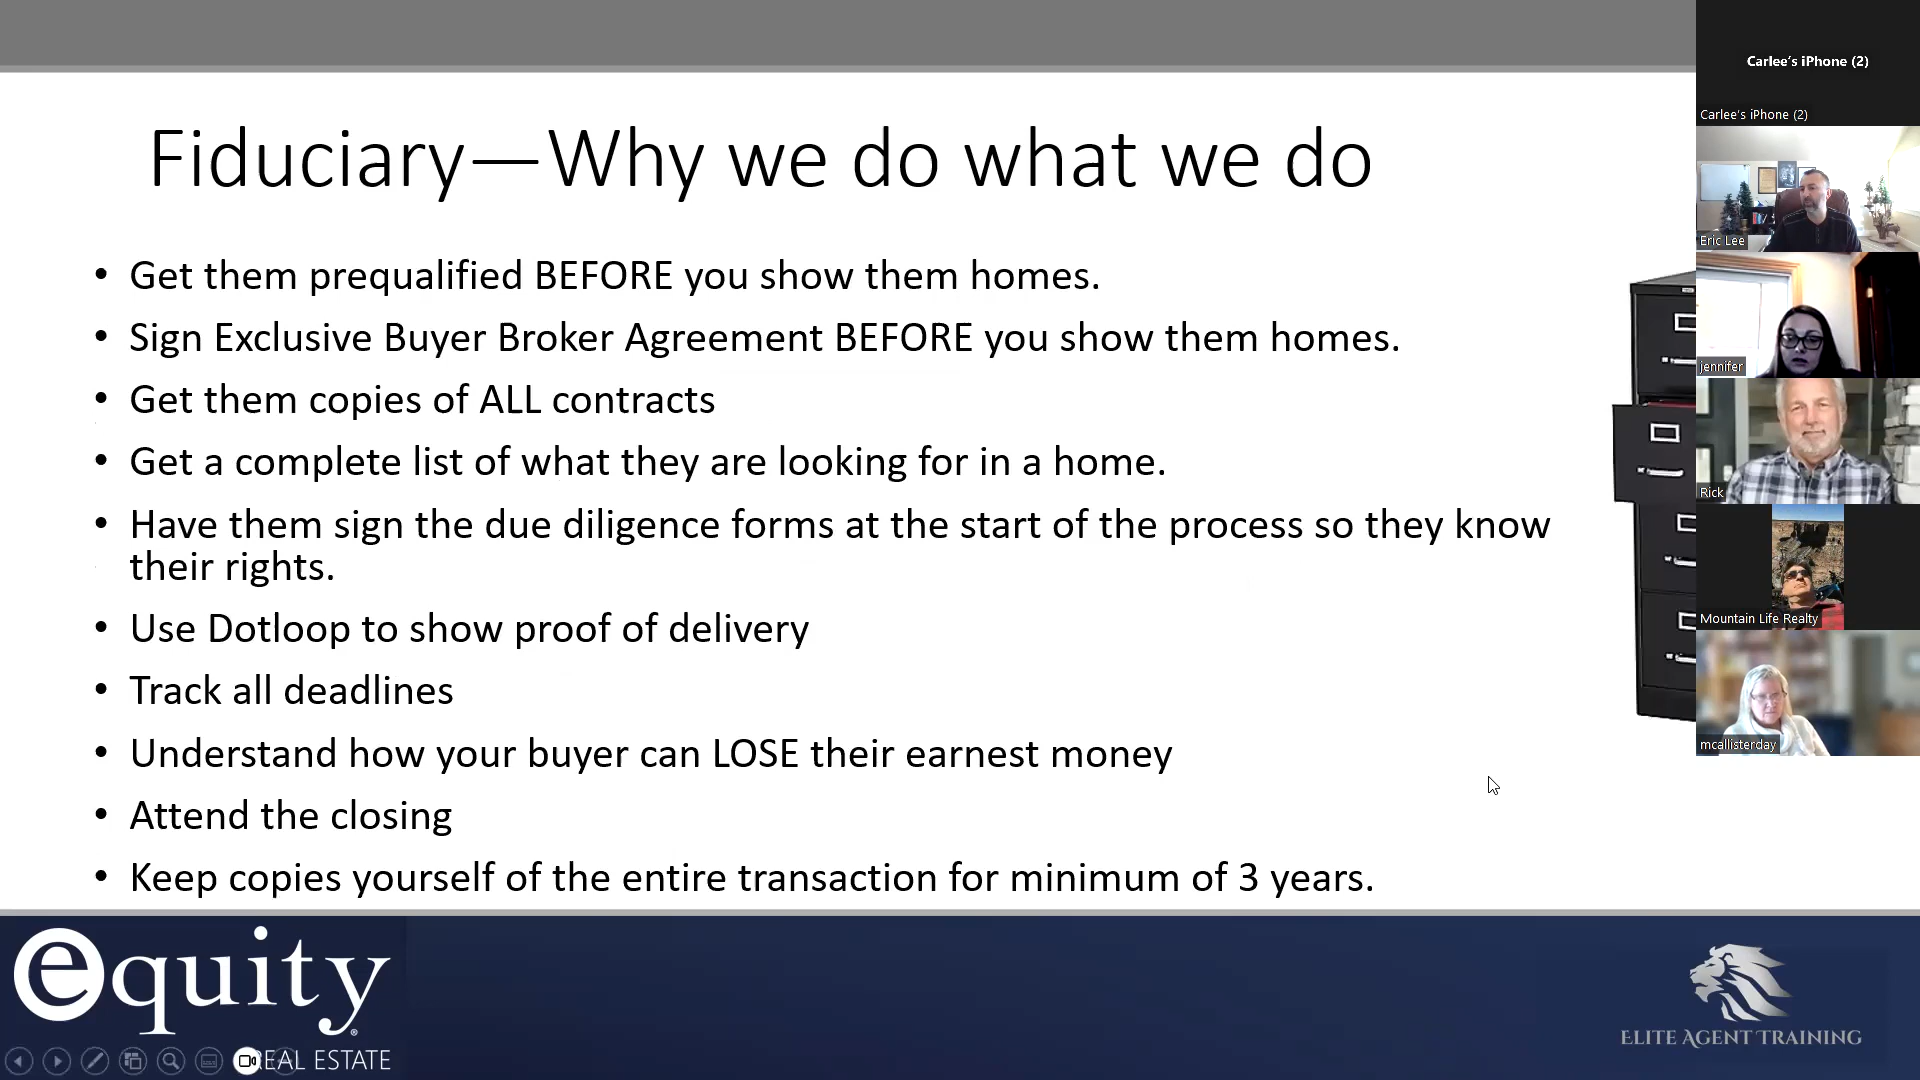 Fiduciary—Why we do what we do
• Get them prequalified BEFORE you show them homes.
• Sign Exclusive Buyer Broker Agreement BEFORE you show them homes.
• Get them copies of ALL contracts
• Get a complete list of what they are looking for in a home.
• Have them sign the due diligence forms at the start of the process so they know
their rights.
• Use Dotloop to show proof of delivery
• Track all deadlines
• Understand how your buyer can LOSE their earnest money
• Attend the closing
• Keep copies yourself of the entire transaction for minimum of 3 years.
equity®
REAL ESTATE
ELITE AGENT TRAINING
Carlee's iPhone (2)
Carlee's iPhone (2)
Eric Lee
jennifer
Rick
Mountain Life Realty
mcallisterday